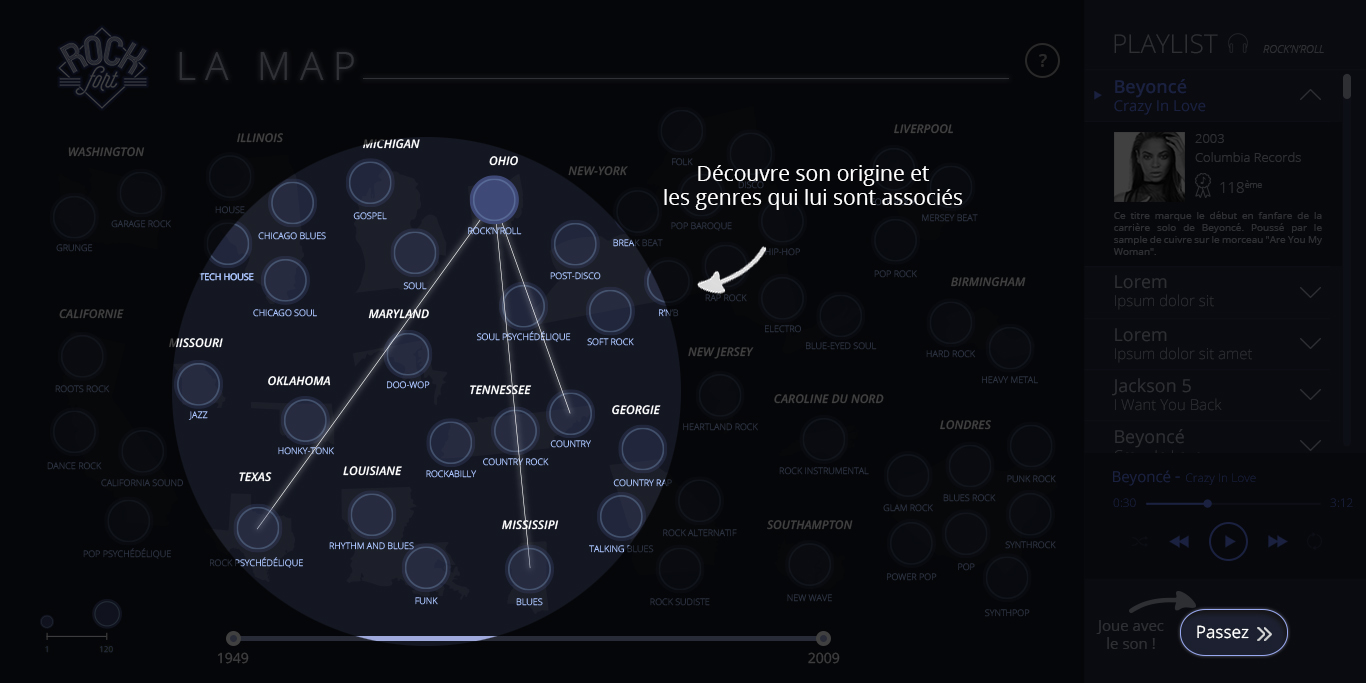 ROCK
fort
LA MAP
?
WASHINGTON
GRUNGE
GARAGE ROCK
ILLINOIS
HOUSE
CHICAGO BLUES
TECH HOUSE
CHICAGO SOUL
MICHIGAN
GOSPEL
SOUL
OHIO
ROCK'N'ROLL
NEW-YORK
FOLK
DISCO
BREAK BEAT
POP BAROQUE
HIP-HOP
POST-DISCO
R'N'B
RAP ROCK
SOUL PSYCHÉDÉLIQUE
SOFT ROCK
ELECTRO
BLUE-EYED SOUL
Découvre son origine et
les genres qui lui sont associés
LIVERPOOL
MERSEY BEAT
POP ROCK
BIRMINGHAM
HARD ROCK
HEAVY METAL
CALIFORNIE
ROOTS ROCK
DANCE ROCK
CALIFORNIA SOUND
POP PSYCHÉDÉLIQUE
MISSOURI
JAZZ
MARYLAND
DOO-WOP
OKLAHOMA
HONKY-TONK
TENNESSEE
ROCKABILLY
COUNTRY ROCK
COUNTRY
GEORGIE
COUNTRY RAP
TALKING BLUES
NEW JERSEY
HEARTLAND ROCK
CAROLINE DU NORD
ROCK INSTRUMENTAL
TEXAS
ROCK PSYCHÉDÉLIQUE
LOUISIANE
RHYTHM AND BLUES
FUNK
MISSISSIPI
BLUES
ROCK ALTERNATIF
ROCK SUDISTE
SOUTHAMPTON
NEW WAVE
LONDRES
GLAM ROCK
BLUES ROCK
PUNK ROCK
POWER POP
POP
SYNTHROCK
SYNTHPOP
1
120
1949
2009
PLAYLIST
ROCK'N'ROLL
Beyoncé
Crazy In Love
2003
Columbia Records
118ème
Ce titre marque le début en fanfare de la
carrière solo de Beyoncé. Poussé par le
sample de cuivre sur le morceau "Are You My
Woman".
Lorem
Ipsum dolor sit
Lorem
Ipsum dolor sit amet
Jackson 5
I Want You Back
Beyoncé
Beyoncé - Crazy In Love
0:30
3:12
Joue avec
le son !
Passez